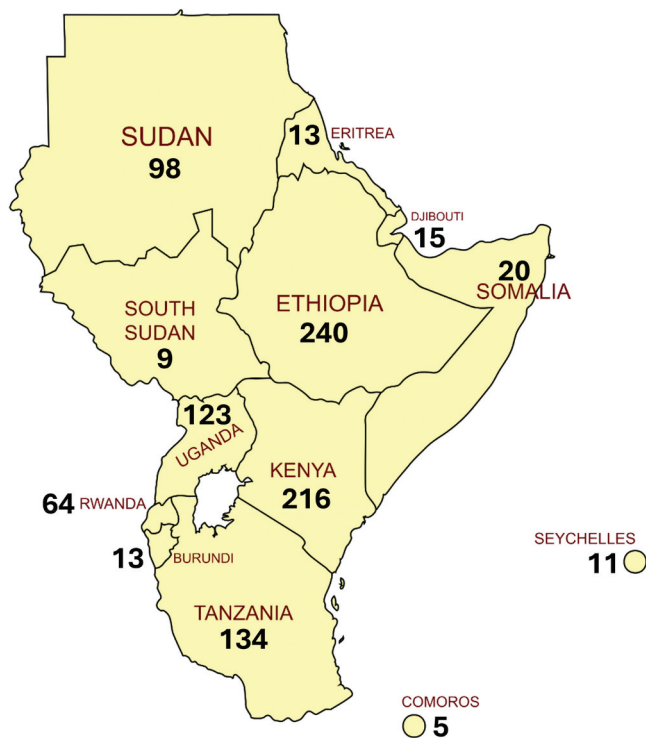 SUDAN
98
13 ERITREA
DJIBOUTI
15
20
SOMALIA
ETHIOPIA
240
SOUTH
SUDAN
9
123
UGANDA
KENYA
216
64 RWANDA
13 BURUNDI
SEYCHELLES
11
TANZANIA
134
COMOROS
5